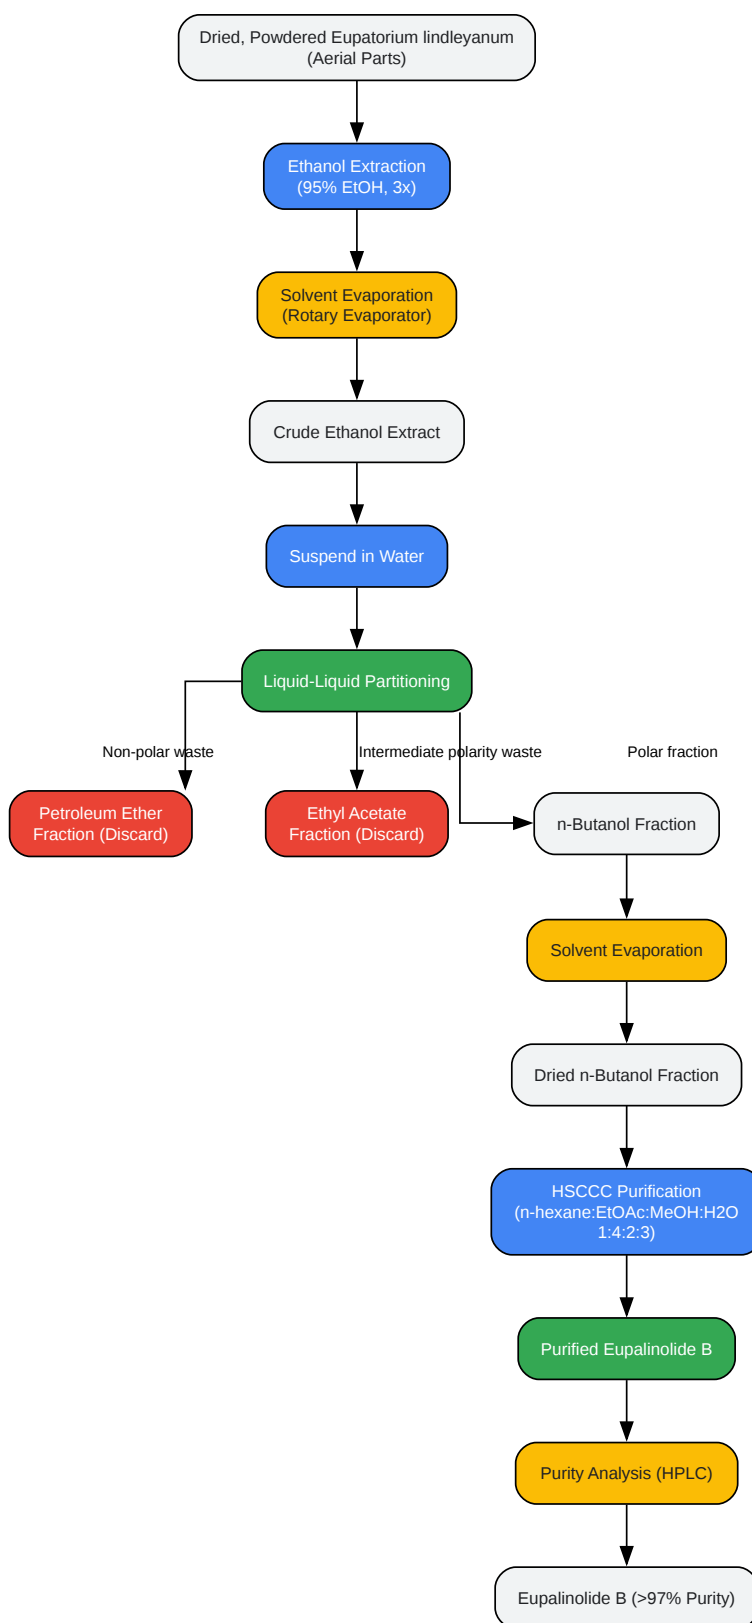 Dried, Powdered Eupatorium lindleyanum
(Aerial Parts)
Ethanol Extraction
(95% EtOH, 3x)
Solvent Evaporation
(Rotary Evaporator)
Crude Ethanol Extract
Suspend in Water
Liquid-Liquid Partitioning
Non-polar waste
Intermediate polarity waste
Polar fraction
Petroleum Ether
Fraction (Discard)
Ethyl Acetate
Fraction (Discard)
n-Butanol Fraction
Solvent Evaporation
Dried n-Butanol Fraction
HSCCC Purification
(n-hexane:EtOAc:MeOH:H2O
1:4:2:3)
Purified Eupalinolide B
Purity Analysis (HPLC)
Eupalinolide B (>97% Purity)